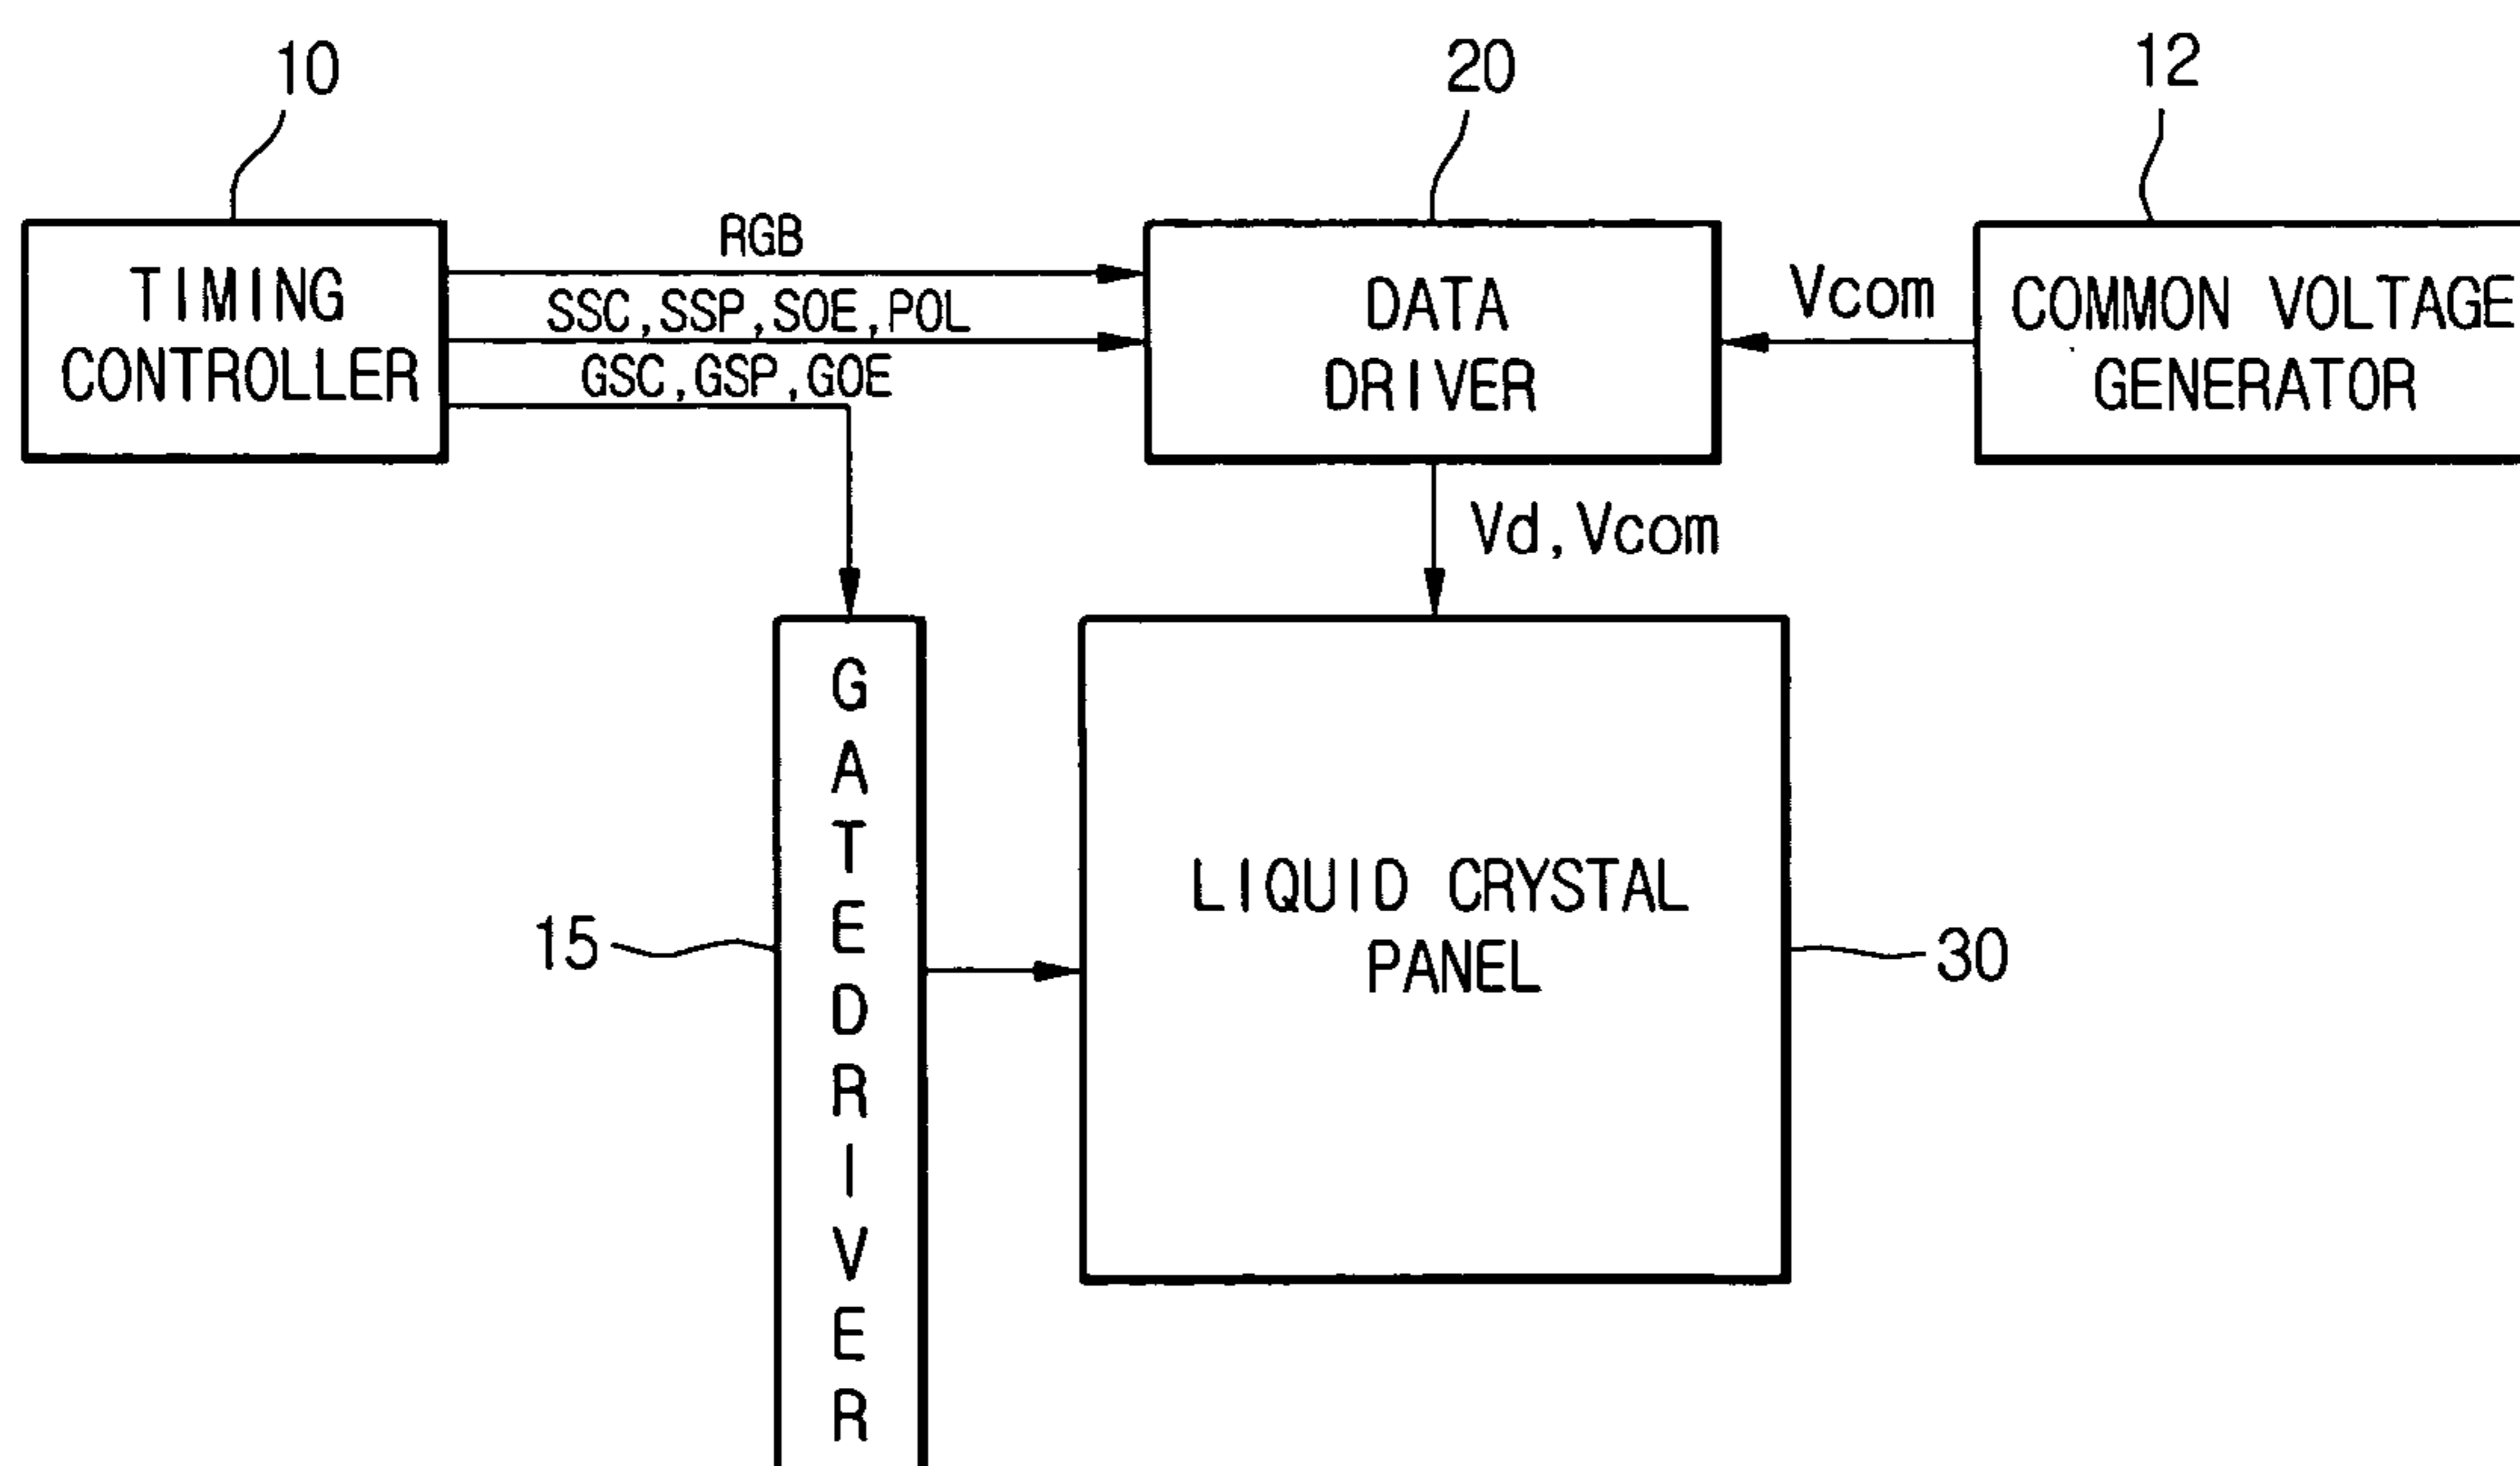 10
20
12
TIMING
CONTROLLER
RGB
SSC,SSP,SOE,POL
GSC,GSP,GOE
DATA
DRIVER
Vcom
COMMON VOLTAGE
GENERATOR
Vd,Vcom
G
A
T
E
D
R
I
V
E
R
15
LIQUID CRYSTAL
PANEL
30